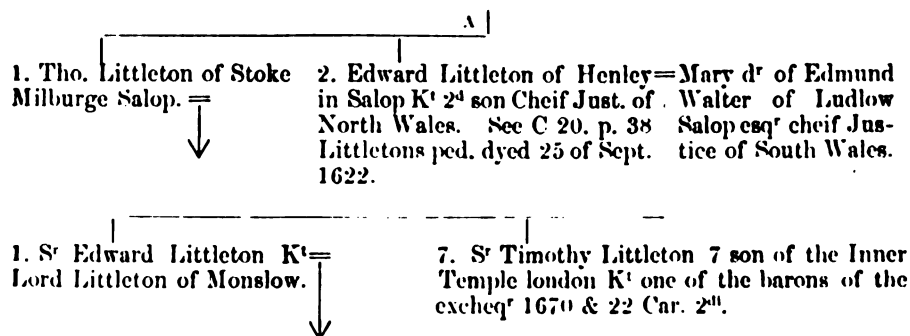 A
1. Tho. Littleton of Stoke
Milburge Salop. =
2. Edward Littleton of Henley=
in Salop Kᵗ 2ᵈ son Cheif Just. of
North Wales. See C 20. p. 38
Littletons ped. dyed 25 of Sept.
1622.
Mary dʳ of Edmund
Walter of Ludlow
Salop esqʳ cheif Jus-
tice of South Wales.
1. Sʳ Edward Littleton Kᵗ=
Lord Littleton of Monslow.
7. Sʳ Timothy Littleton 7 son of the Inner
Temple london Kᵗ one of the barons of the
excheqʳ 1670 & 22 Car. 2ᵈⁱ.